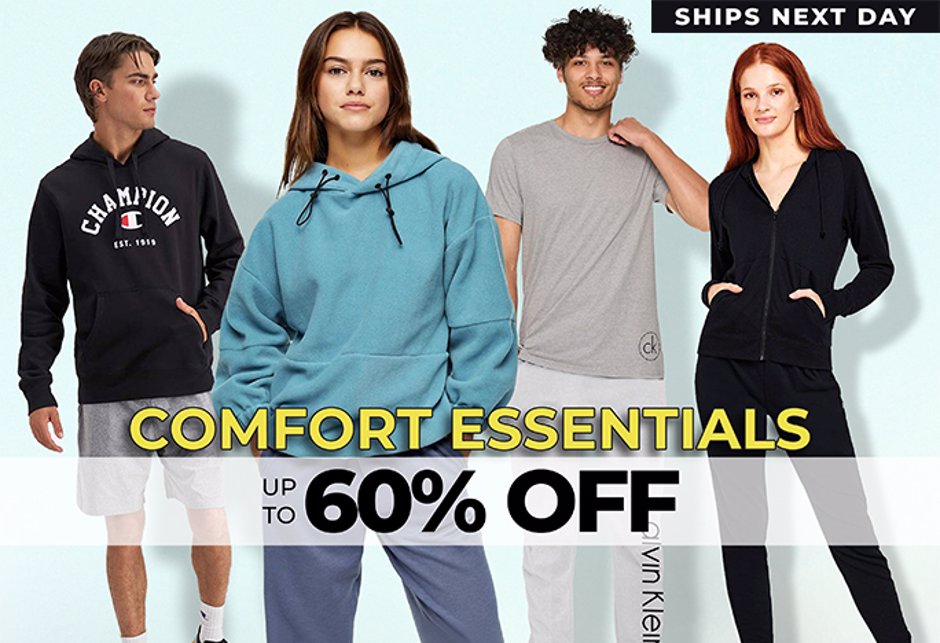 SHIPS NEXT DAY
CHAMPION
C
EST. 1919
ck
COMFORT ESSENTIALS
UP TO
60% OFF
alvin Klein